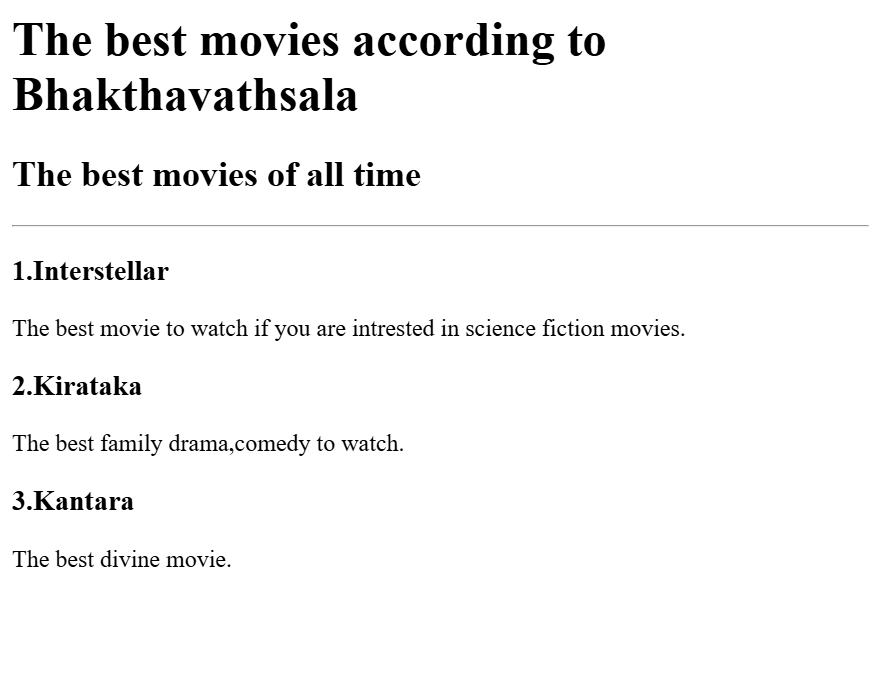 The best movies according to
Bhakthavathsala
The best movies of all time
1.Interstellar
The best movie to watch if you are intrested in science fiction movies.
2.Kirataka
The best family drama,comedy to watch.
3.Kantara
The best divine movie.